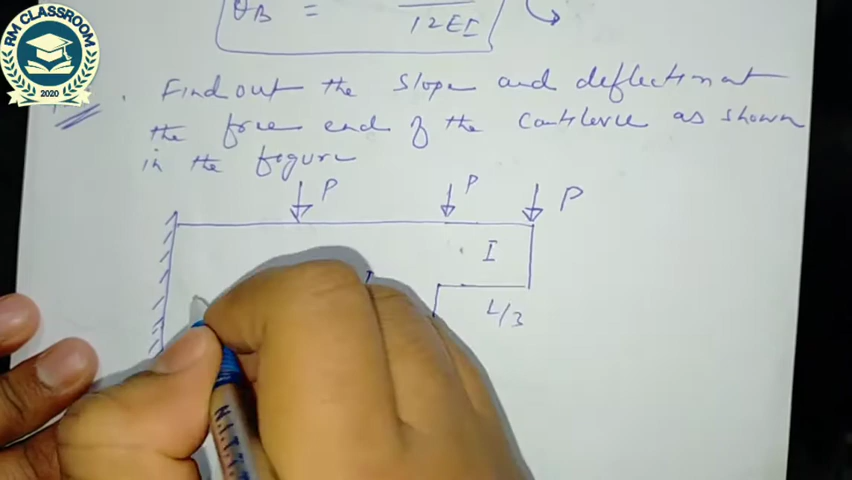 RM CLASSROOM
2020
θB =
12EI
Find out the slope and deflection at
the free end of the cantilever as shown
in the fogure
P P P
I
L/3